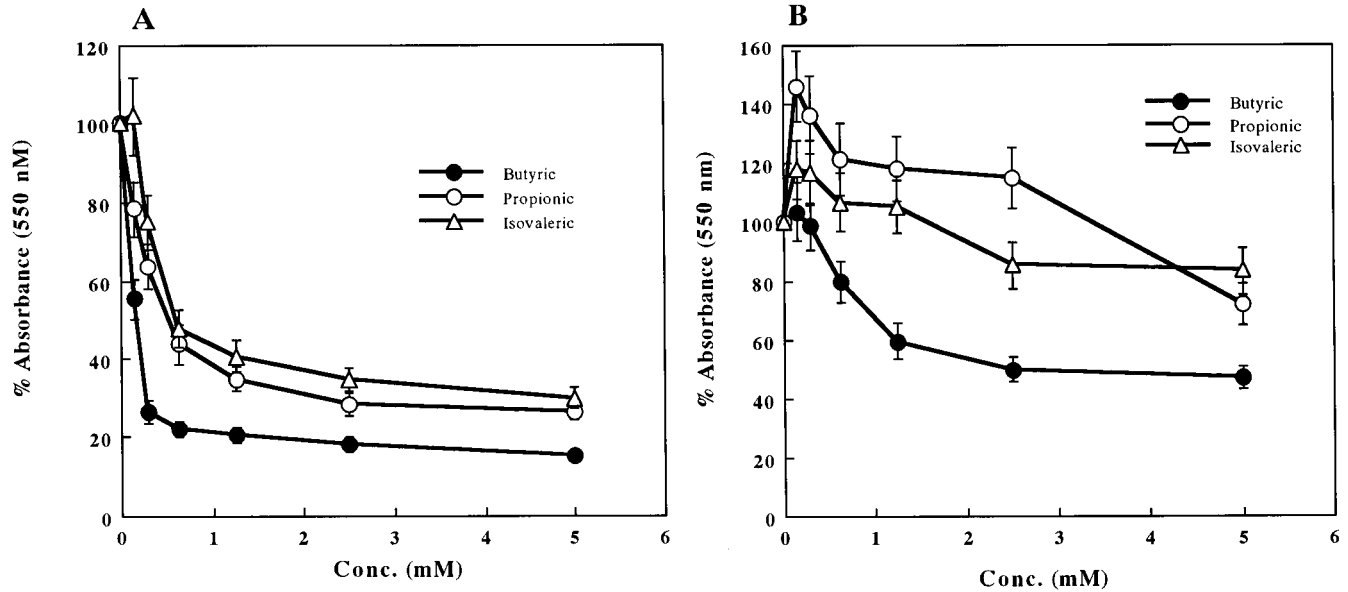 A
% Absorbance (550 nM)
120
100
80
60
40
20
0
0 1 2 3 4 5 6
Conc. (mM)
Butyric
Propionic
Isovaleric
B
% Absorbance (550 nm)
160
140
120
100
80
60
40
20
0
0 1 2 3 4 5 6
Conc. (mM)
Butyric
Propionic
Isovaleric